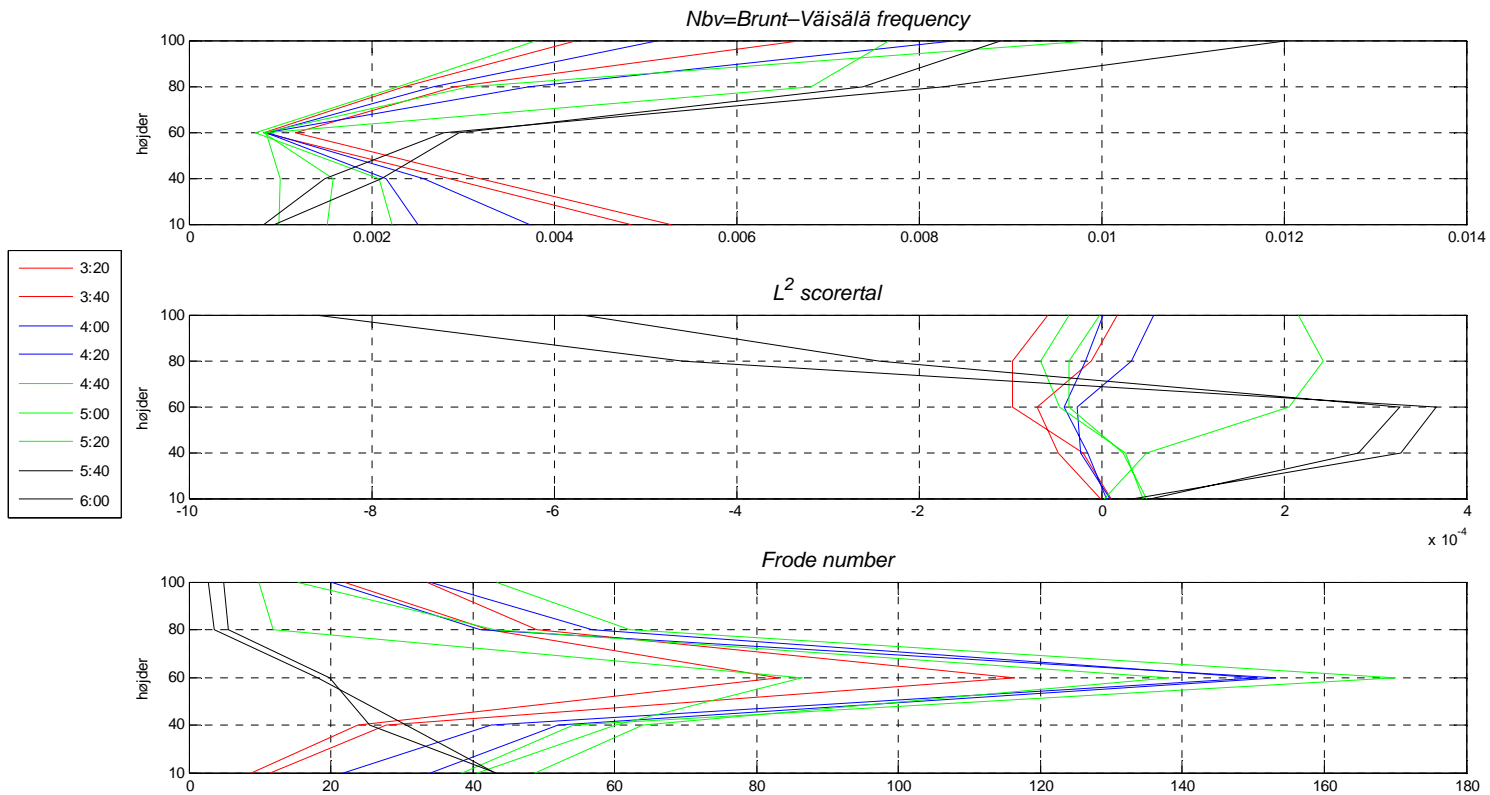 Nbv=Brunt–Väisälä frequency
100
80
60
40
10
højder
0 0.002 0.004 0.006 0.008 0.01 0.012 0.014
3:20
3:40
4:00
4:20
4:40
5:00
5:20
5:40
6:00
L² scorertal
100
80
60
40
10
højder
-10 -8 -6 -4 -2 0 2 4
x 10⁻⁴
Frode number
100
80
60
40
10
højder
0 20 40 60 80 100 120 140 160 180